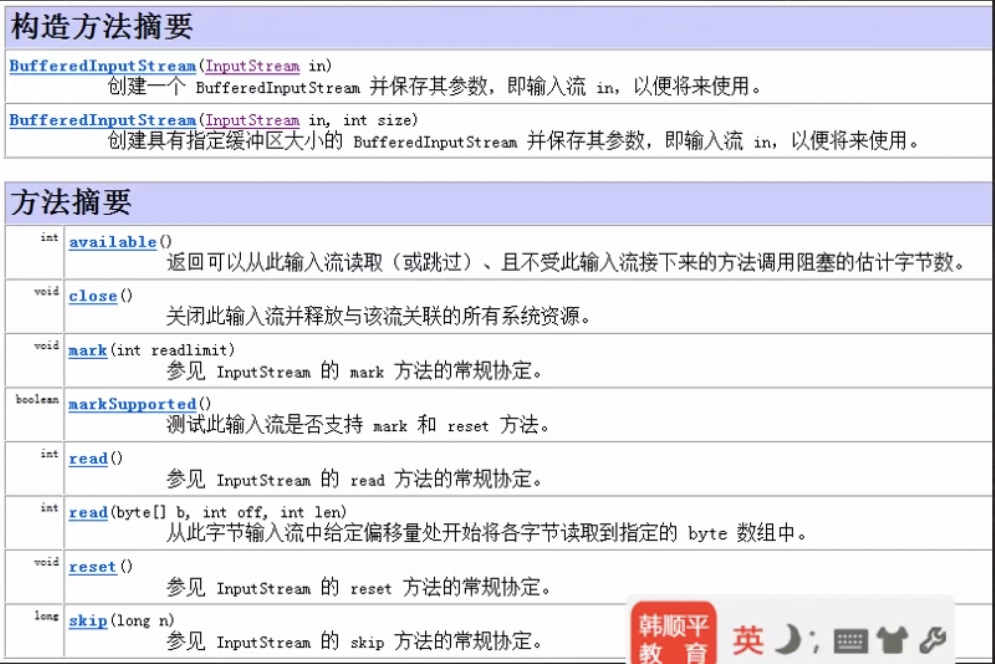 构造方法摘要
BufferedInputStream(InputStream in)
创建一个 BufferedInputStream 并保存其参数，即输入流 in，以便将来使用。
BufferedInputStream(InputStream in, int size)
创建具有指定缓冲区大小的 BufferedInputStream 并保存其参数，即输入流 in，以便将来使用。
方法摘要
int available()
返回可以从此输入流读取（或跳过）、且不受此输入流接下来的方法调用阻塞的估计字节数。
void close()
关闭此输入流并释放与该流关联的所有系统资源。
void mark(int readlimit)
参见 InputStream 的 mark 方法的常规协定。
boolean markSupported()
测试此输入流是否支持 mark 和 reset 方法。
int read()
参见 InputStream 的 read 方法的常规协定。
int read(byte[] b, int off, int len)
从此字节输入流中给定偏移量处开始将各字节读取到指定的 byte 数组中。
void reset()
参见 InputStream 的 reset 方法的常规协定。
long skip(long n)
参见 InputStream 的 skip 方法的常规协定。
韩顺平
教 育
英